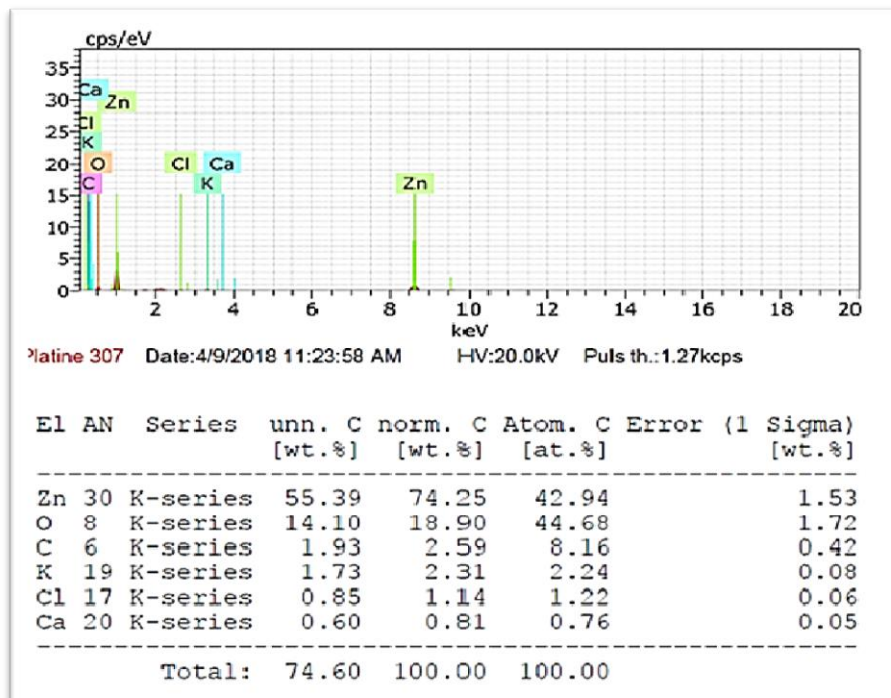 cps/eV
35
30
25
20
15
10
5
0
Ca
Zn
Cl
K
O
C
Cl
Ca
K
Zn
2 4 6 8 10 12 14 16 18 20
keV
Platine 307 Date:4/9/2018 11:23:58 AM HV:20.0kV Puls th.:1.27kcps
El AN Series unn. C norm. C Atom. C Error (1 Sigma)
[wt.%] [wt.%] [at.%] [wt.%]
Zn 30 K-series 55.39 74.25 42.94 1.53
O 8 K-series 14.10 18.90 44.68 1.72
C 6 K-series 1.93 2.59 8.16 0.42
K 19 K-series 1.73 2.31 2.24 0.08
Cl 17 K-series 0.85 1.14 1.22 0.06
Ca 20 K-series 0.60 0.81 0.76 0.05
Total: 74.60 100.00 100.00